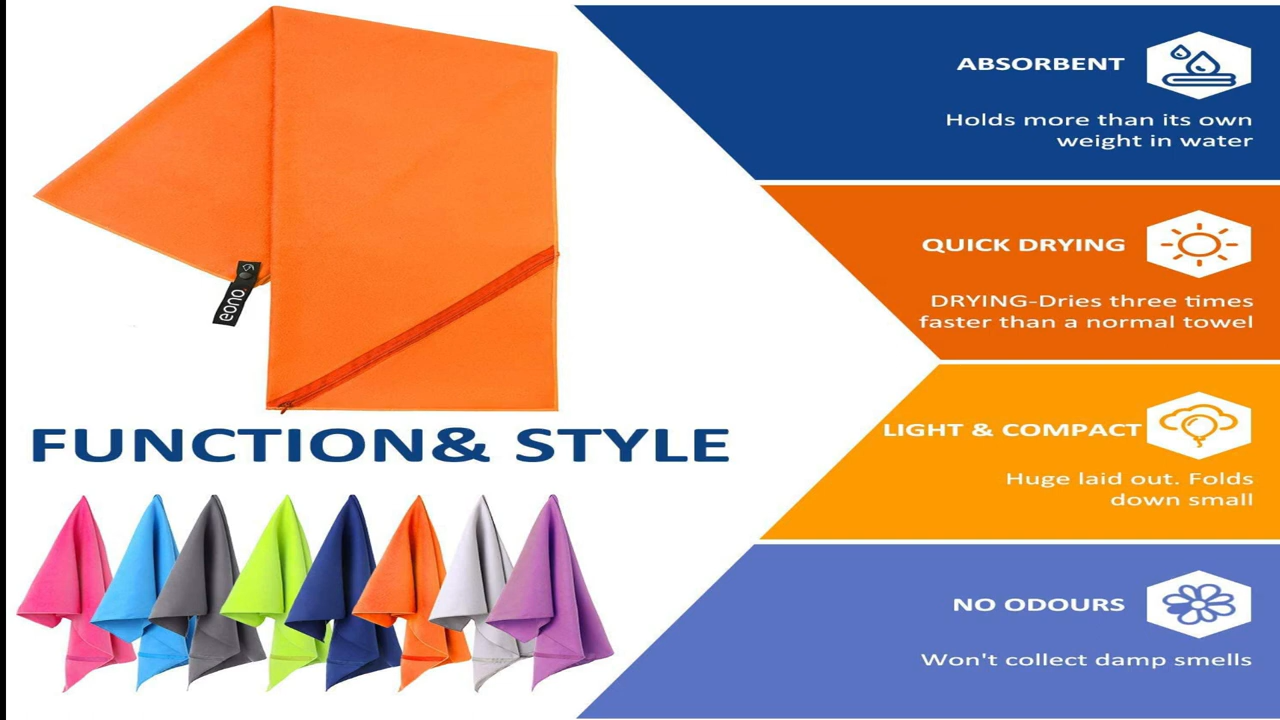 eono
FUNCTION& STYLE
ABSORBENT
Holds more than its own
weight in water
QUICK DRYING
DRYING-Dries three times
faster than a normal towel
LIGHT & COMPACT
Huge laid out. Folds
down small
NO ODOURS
Won't collect damp smells